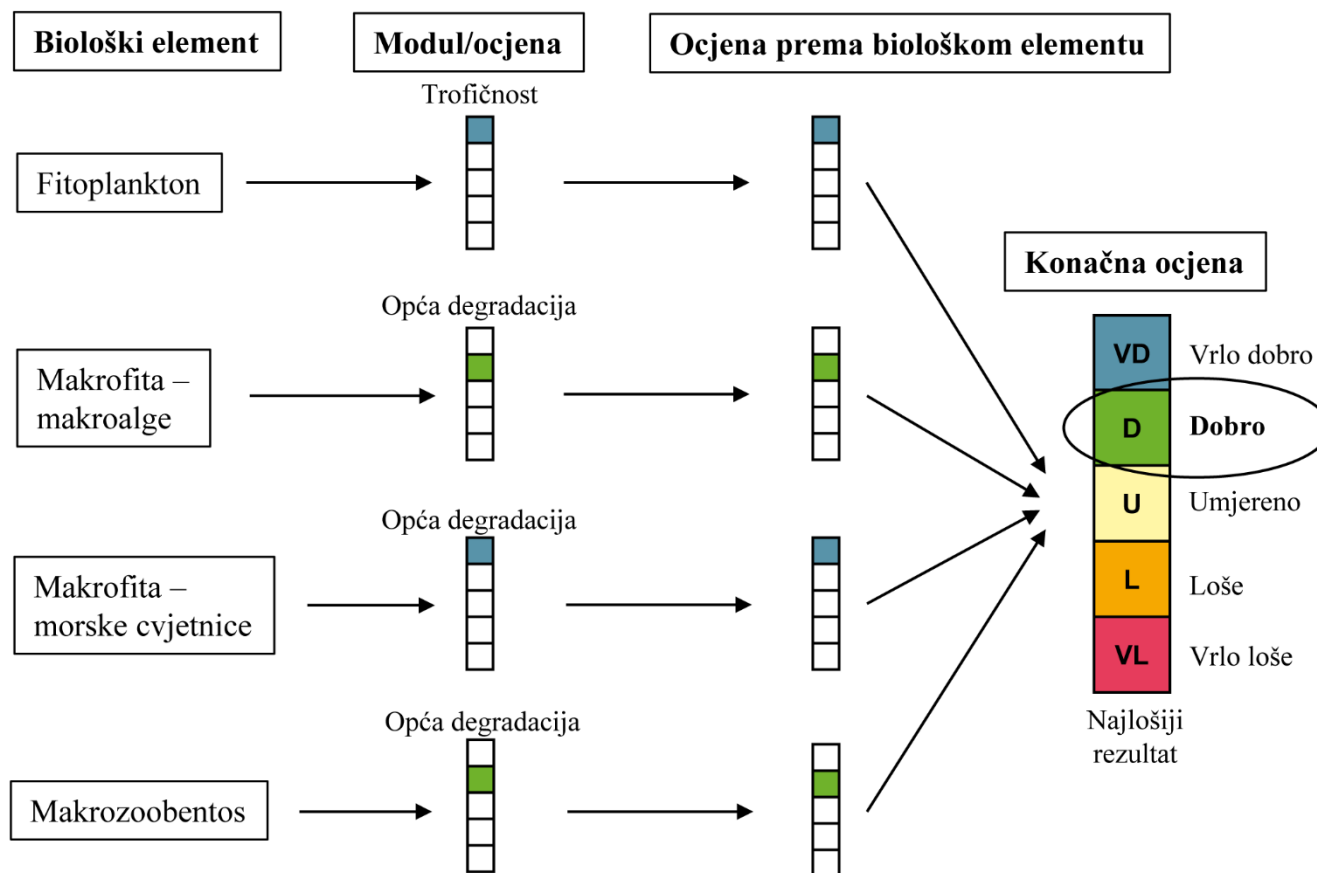 Biološki element
Modul/ocjena
Ocjena prema biološkom elementu
Trofičnost
Fitoplankton
Opća degradacija
Makrofita –
makroalge
Opća degradacija
Makrofita –
morske cvjetnice
Opća degradacija
Makrozoobentos
Konačna ocjena
VD Vrlo dobro
D Dobro
U Umjereno
L Loše
VL Vrlo loše
Najlošiji
rezultat